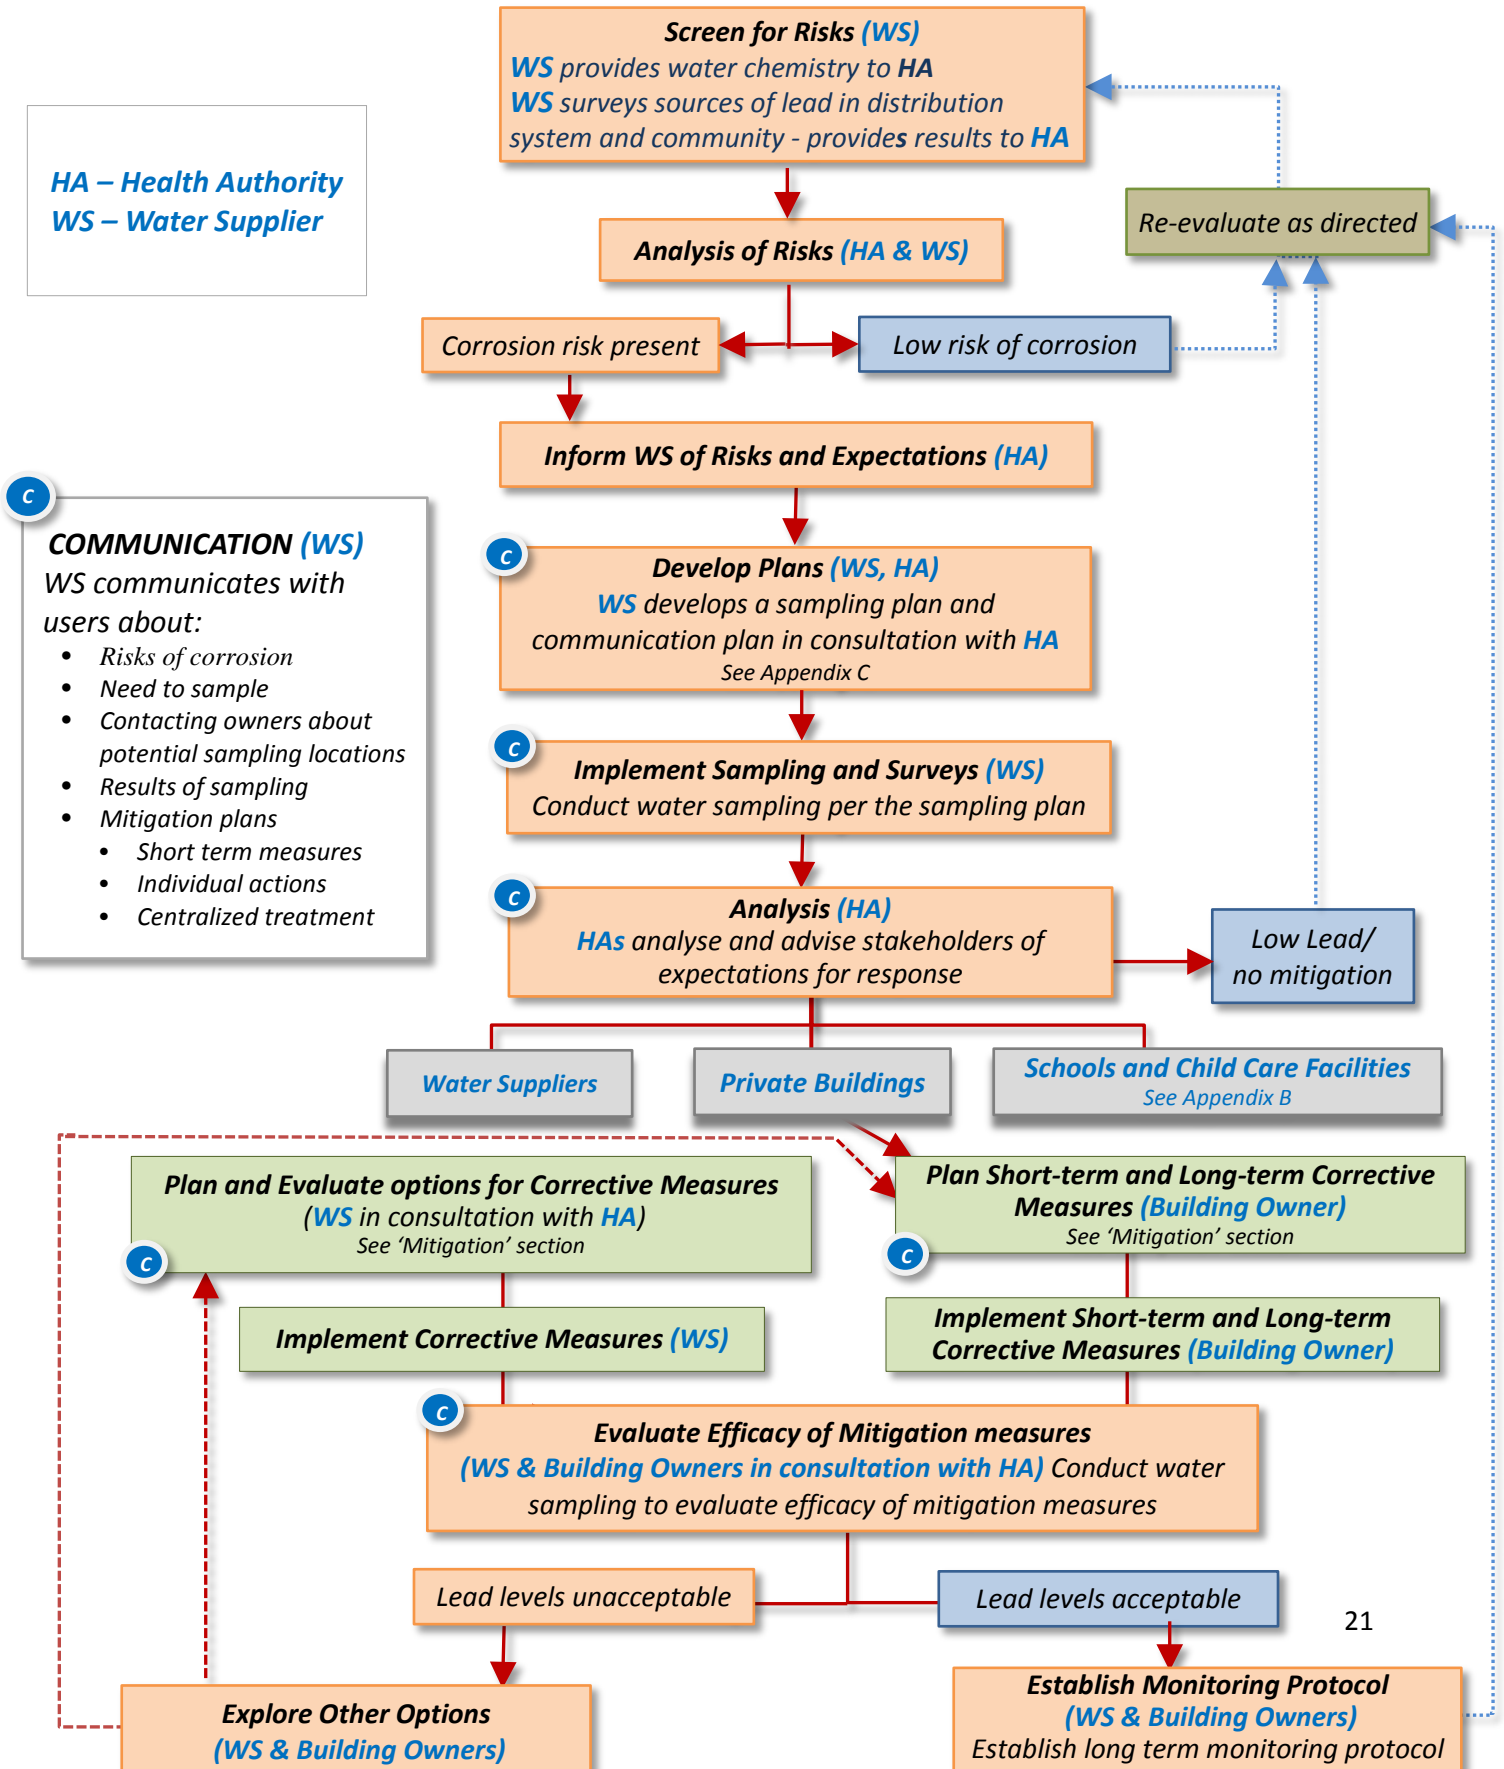 Screen for Risks (WS)
WS provides water chemistry to HA
WS surveys sources of lead in distribution
system and community - provides results to HA
HA – Health Authority
WS – Water Supplier
Re-evaluate as directed
Analysis of Risks (HA & WS)
Corrosion risk present
Low risk of corrosion
Inform WS of Risks and Expectations (HA)
C
COMMUNICATION (WS)
WS communicates with
users about:
• Risks of corrosion
• Need to sample
• Contacting owners about
potential sampling locations
• Results of sampling
• Mitigation plans
• Short term measures
• Individual actions
• Centralized treatment
C
Develop Plans (WS, HA)
WS develops a sampling plan and
communication plan in consultation with HA
See Appendix C
C
Implement Sampling and Surveys (WS)
Conduct water sampling per the sampling plan
C
Analysis (HA)
HAs analyse and advise stakeholders of
expectations for response
Low Lead/
no mitigation
Water Suppliers
Private Buildings
Schools and Child Care Facilities
See Appendix B
Plan and Evaluate options for Corrective Measures
(WS in consultation with HA)
See ‘Mitigation’ section
C
Plan Short-term and Long-term Corrective
Measures (Building Owner)
See ‘Mitigation’ section
C
Implement Corrective Measures (WS)
Implement Short-term and Long-term
Corrective Measures (Building Owner)
C
Evaluate Efficacy of Mitigation measures
(WS & Building Owners in consultation with HA) Conduct water
sampling to evaluate efficacy of mitigation measures
Lead levels unacceptable
Lead levels acceptable
21
Explore Other Options
(WS & Building Owners)
Establish Monitoring Protocol
(WS & Building Owners)
Establish long term monitoring protocol